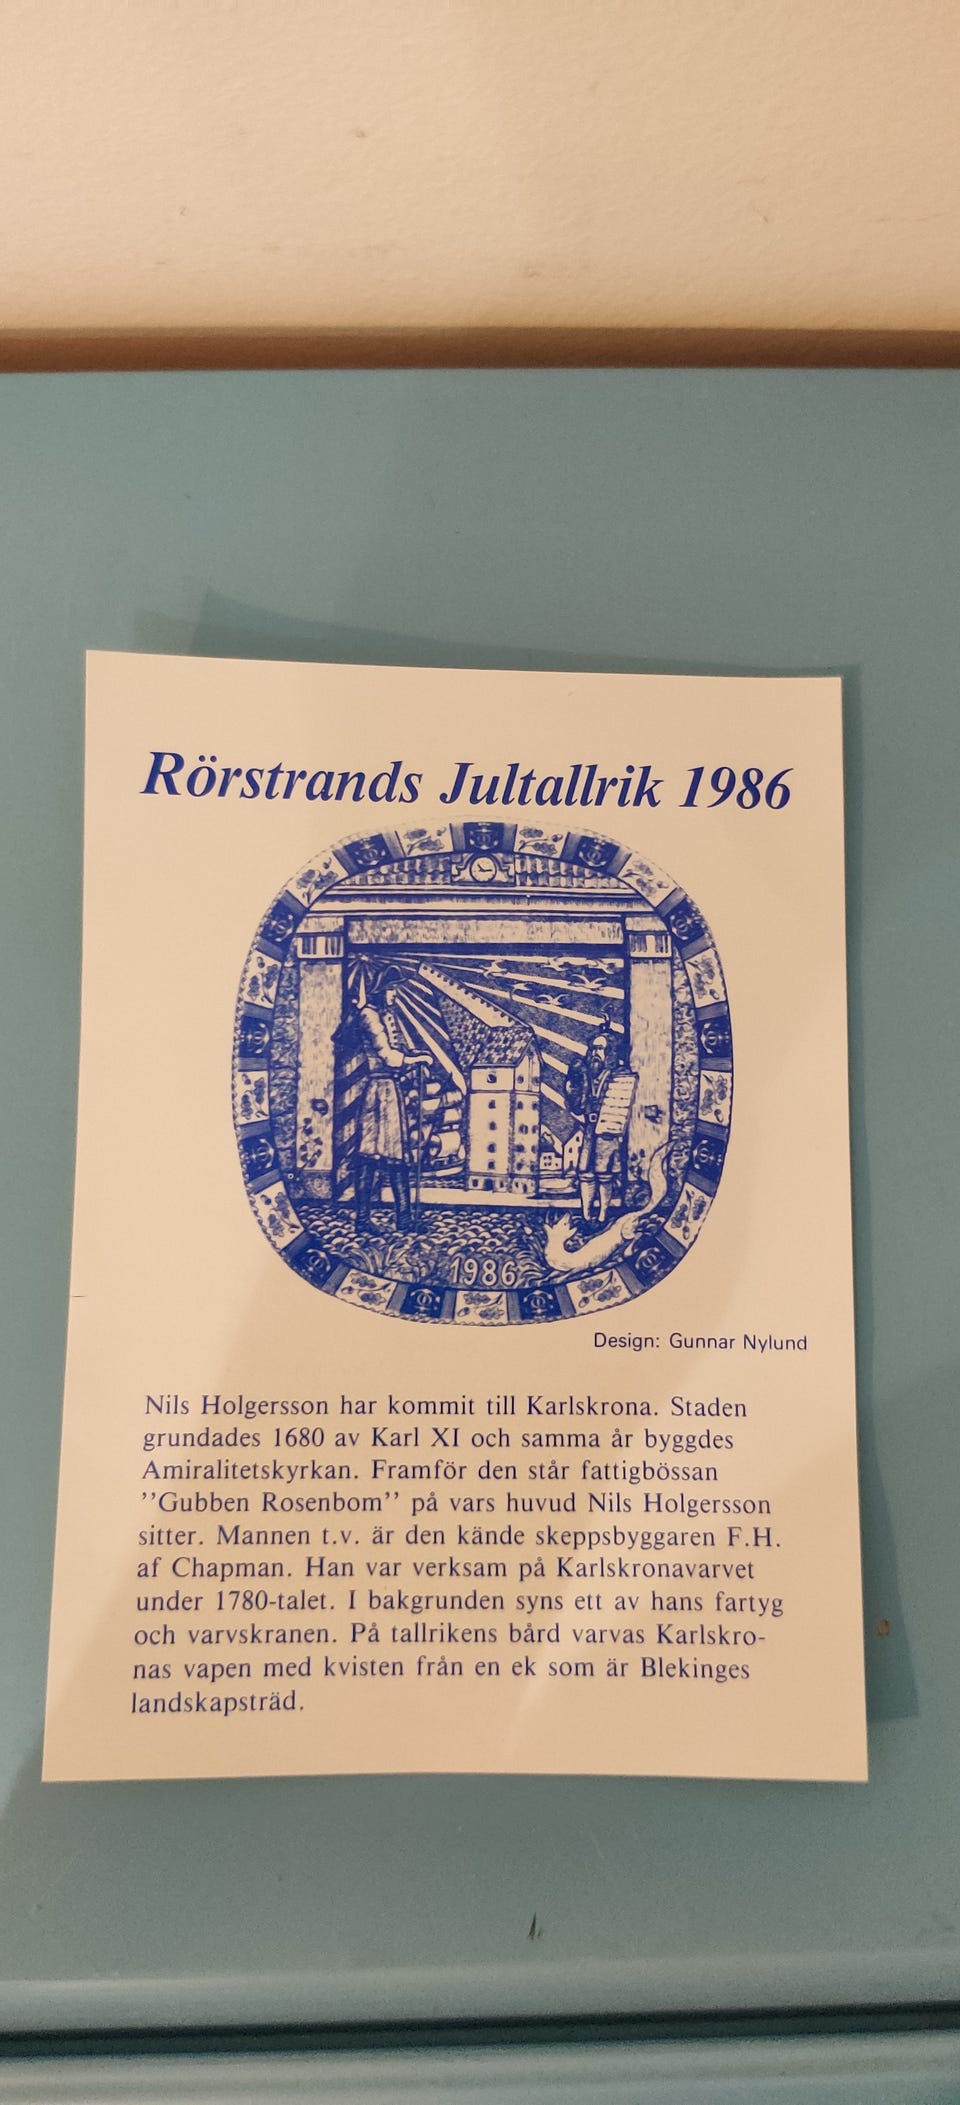 Rörstrands Jultallrik 1986
1986
Design: Gunnar Nylund
Nils Holgersson har kommit till Karlskrona. Staden
grundades 1680 av Karl XI och samma år byggdes
Amiralitetskyrkan. Framför den står fattigbössan
''Gubben Rosenbom'' på vars huvud Nils Holgersson
sitter. Mannen t.v. är den kände skeppsbyggaren F.H.
af Chapman. Han var verksam på Karlskronavarvet
under 1780-talet. I bakgrunden syns ett av hans fartyg
och varvskranen. På tallrikens bård varvas Karlskro-
nas vapen med kvisten från en ek som är Blekinges
landskapsträd.